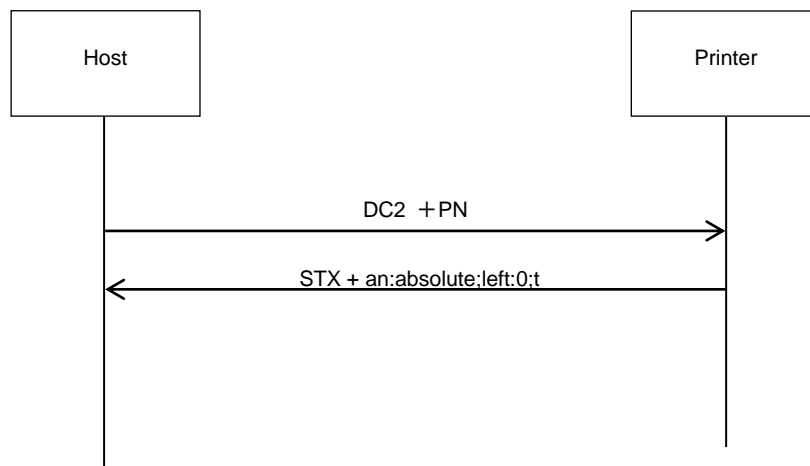 Host
Printer
DC2 ＋PN
STX + an:absolute;left:0;t